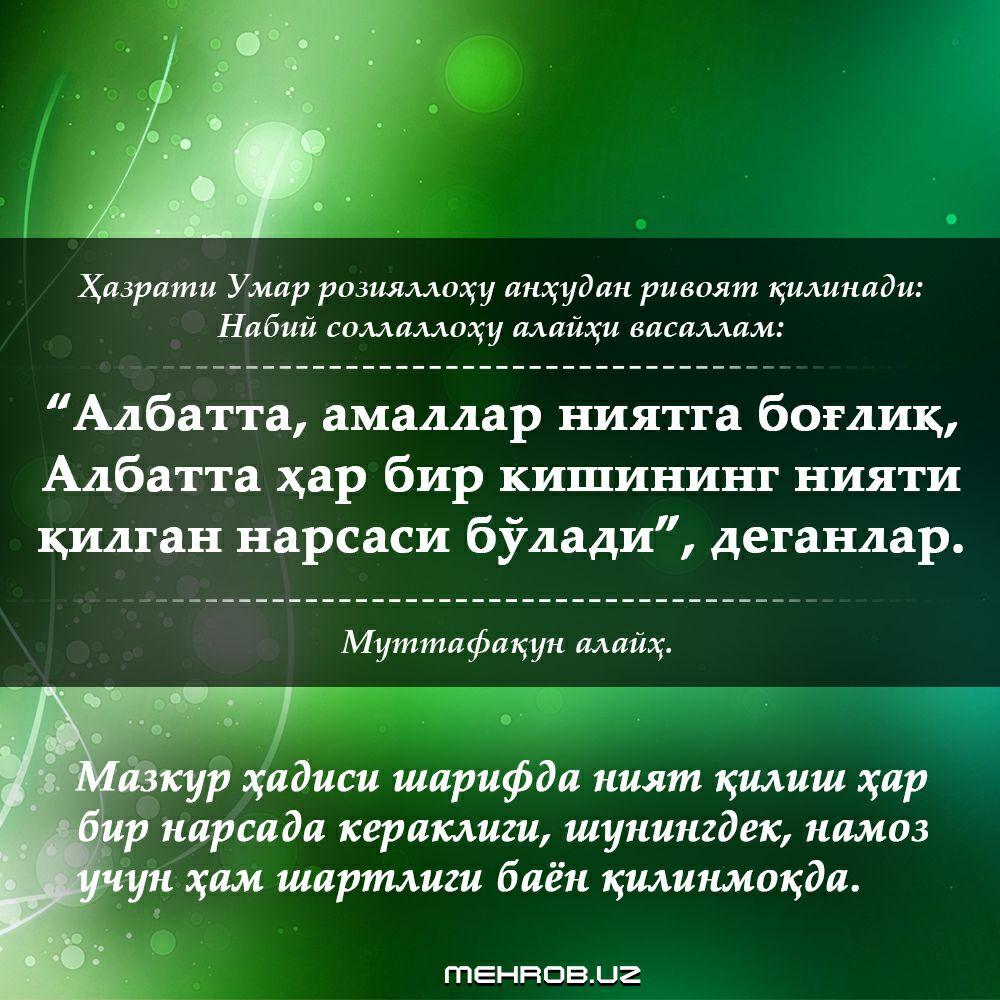 Ҳазрати Умар розияллоҳу анҳудан ривоят қилинади:
Набий соллаллоҳу алайҳи васаллам:
“Албатта, амаллар ниятга боғлиқ,
Албатта ҳар бир кишининг нияти
қилган нарсаси бўлади”, деганлар.
Муттафақун алайҳ.
Мазкур ҳадиси шарифда ният қилиш ҳар
бир нарсада кераклиги, шунингдек, намоз
учун ҳам шартлиги баён қилинмоқда.
MEHROB.UZ